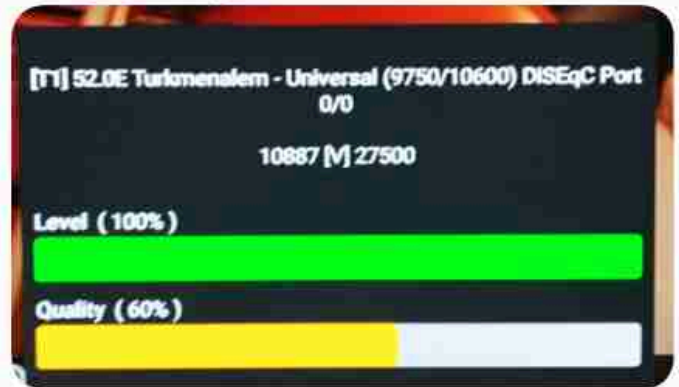 [T1] 52.0E Turkmenalem - Universal (9750/10600) DISEqC Port
0/0
10887 [V] 27500
Level (100%)
Quality (60%)